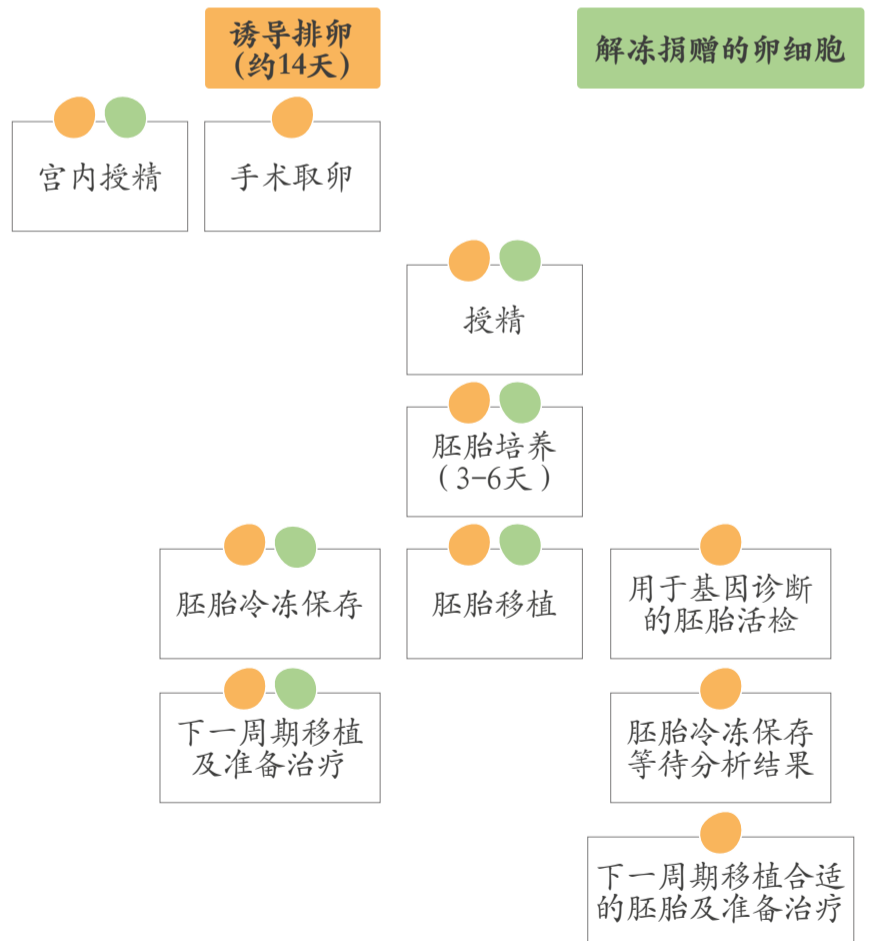 诱导排卵
（约14天）
解冻捐赠的卵细胞
宫内授精
手术取卵
授精
胚胎培养
（3-6天）
胚胎冷冻保存
胚胎移植
用于基因诊断
的胚胎活检
下一周期移植
及准备治疗
胚胎冷冻保存
等待分析结果
下一周期移植合适
的胚胎及准备治疗